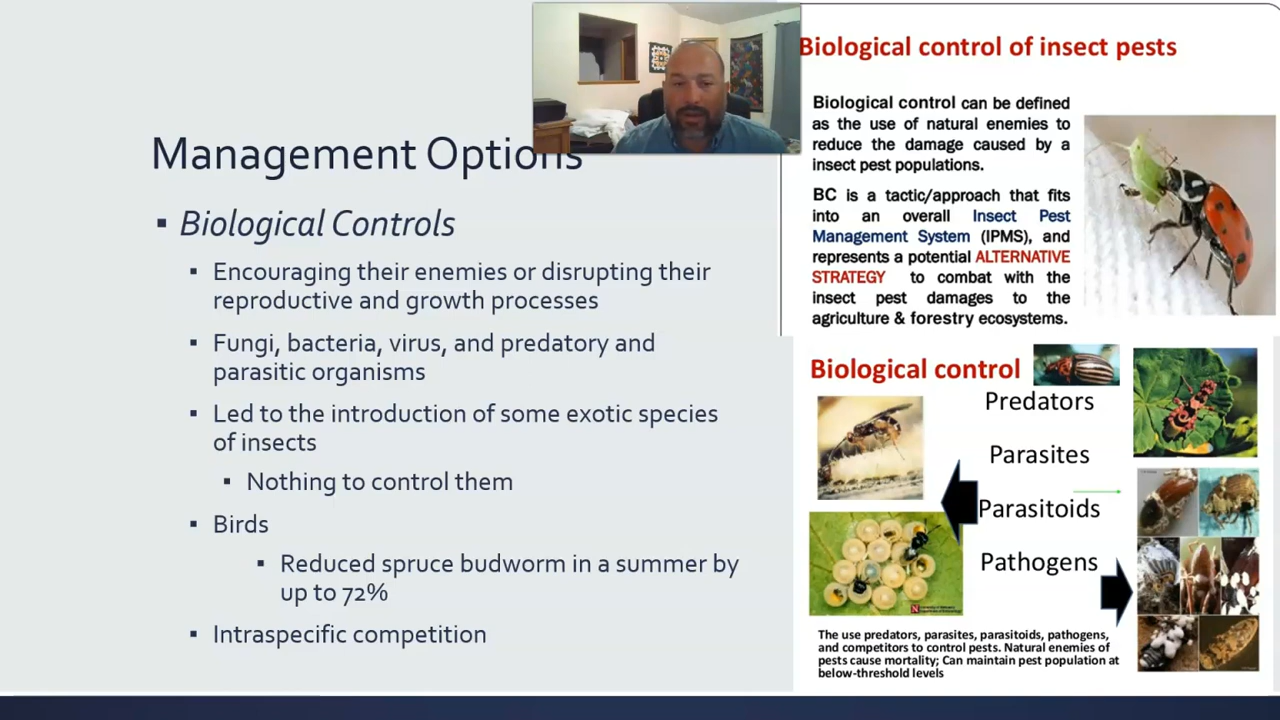 Management Options
▪ Biological Controls
▪ Encouraging their enemies or disrupting their
reproductive and growth processes
▪ Fungi, bacteria, virus, and predatory and
parasitic organisms
▪ Led to the introduction of some exotic species
of insects
▪ Nothing to control them
▪ Birds
▪ Reduced spruce budworm in a summer by
up to 72%
▪ Intraspecific competition
Biological control of insect pests
Biological control can be defined
as the use of natural enemies to
reduce the damage caused by a
insect pest populations.
BC is a tactic/approach that fits
into an overall Insect Pest
Management System (IPMS), and
represents a potential ALTERNATIVE
STRATEGY to combat with the
insect pest damages to the
agriculture & forestry ecosystems.
Biological control
Predators
Parasites
Parasitoids
Pathogens
The use predators, parasites, parasitoids, pathogens,
and competitors to control pests. Natural enemies of
pests cause mortality; Can maintain pest population at
below-threshold levels